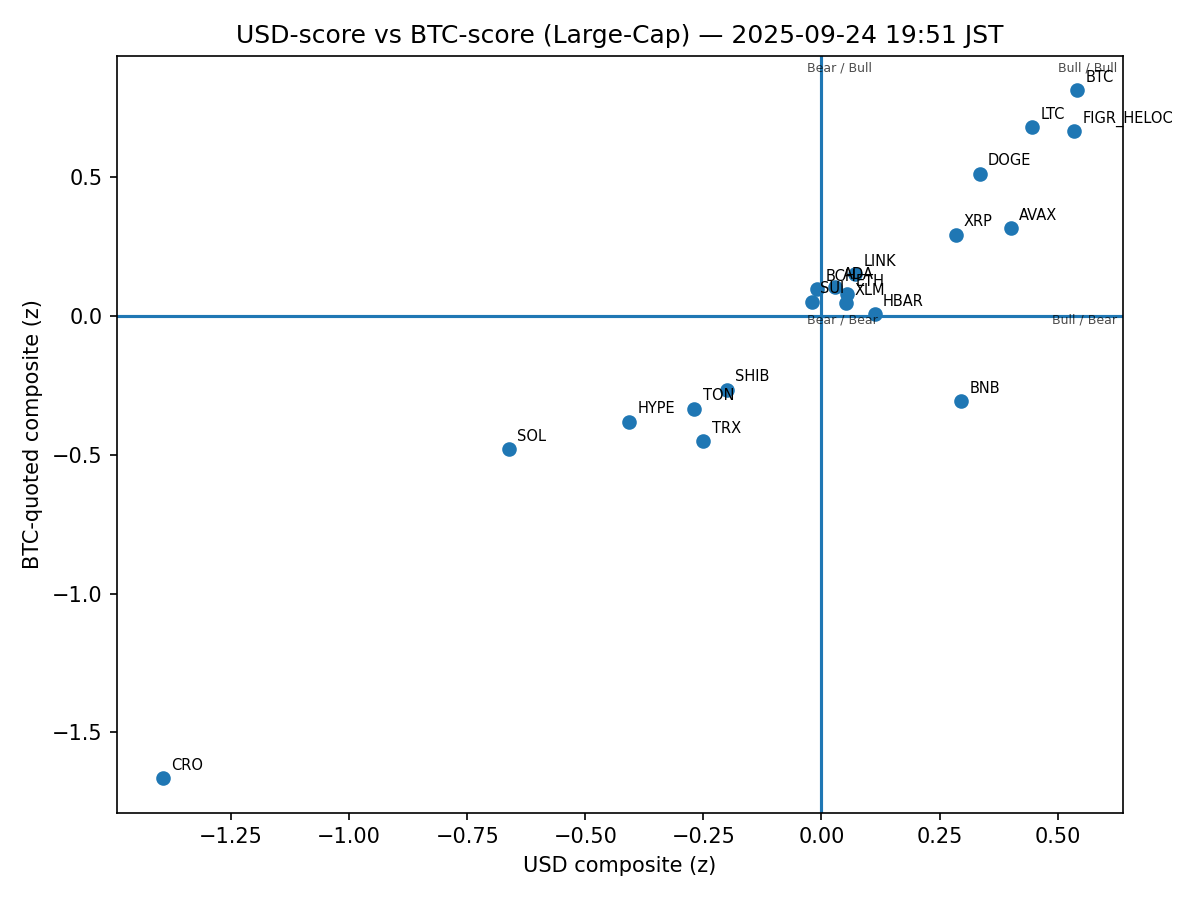 USD-score vs BTC-score (Large-Cap) — 2025-09-24 19:51 JST
Bear / Bull
Bull / Bull
BTC
LTC
FIGR_HELOC
DOGE
AVAX
XRP
LINK
BCH
ADA
ETH
SUI
XLM
HBAR
Bear / Bear
Bull / Bear
SHIB
BNB
TON
HYPE
TRX
SOL
CRO
0.5
0.0
−0.5
−1.0
−1.5
BTC-quoted composite (z)
−1.25
−1.00
−0.75
−0.50
−0.25
0.00
0.25
0.50
USD composite (z)